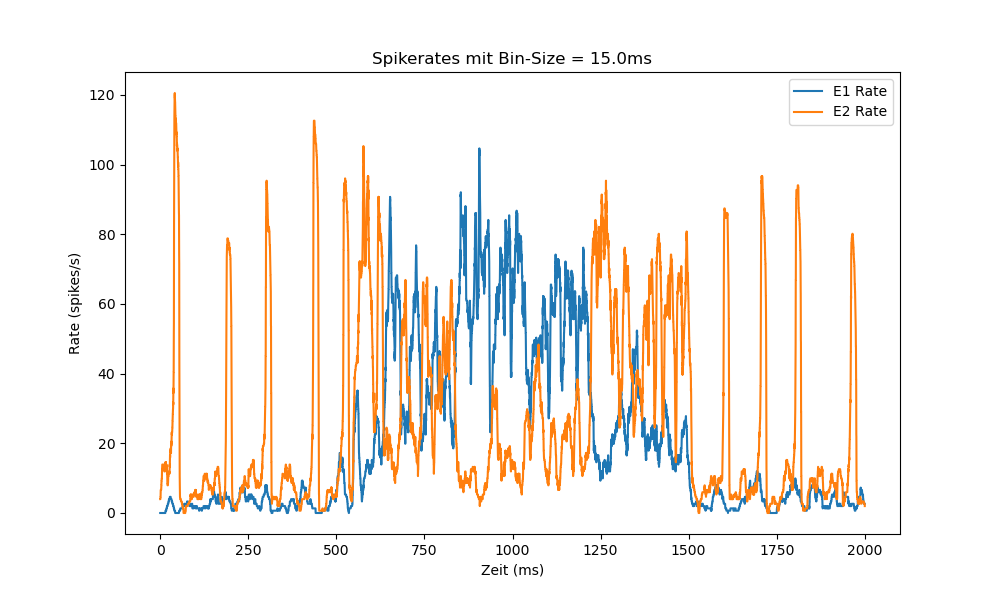 Spikerates mit Bin-Size = 15.0ms
E1 Rate
E2 Rate
Rate (spikes/s)
120
100
80
60
40
20
0
0 250 500 750 1000 1250 1500 1750 2000
Zeit (ms)